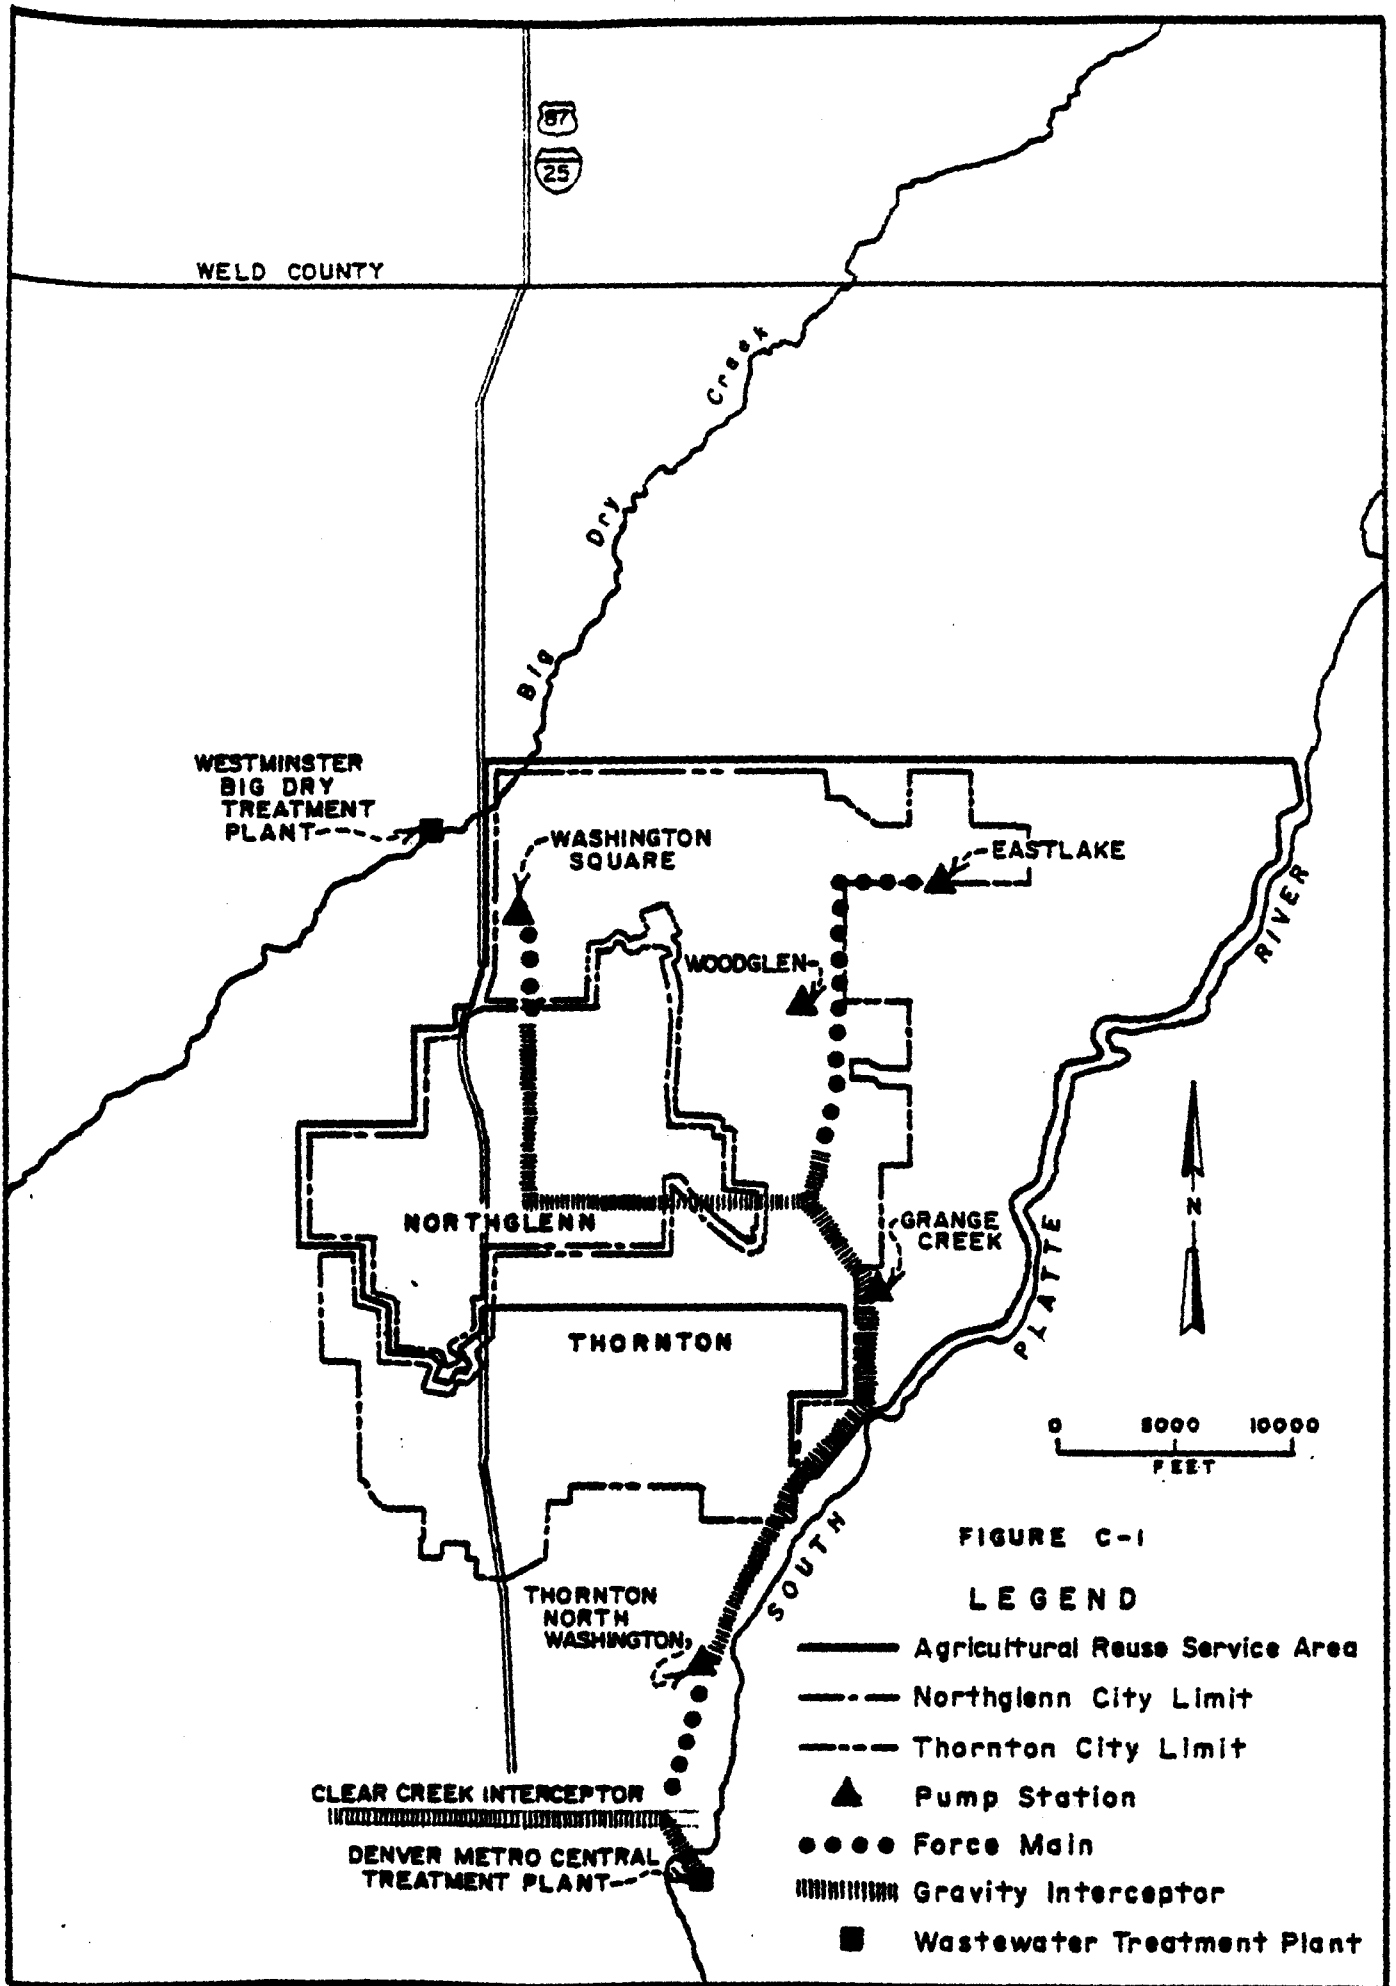 87
25
WELD COUNTY
Big Dry Creek
WESTMINSTER
BIG DRY
TREATMENT
PLANT
WASHINGTON
SQUARE
EASTLAKE
WOODGLEN
RIVER
N
NORTHGLENN
GRANGE
CREEK
PLATTE
THORNTON
0 5000 10000
FEET
SOUTH
FIGURE C-1
LEGEND
THORNTON
NORTH
WASHINGTON
Agricultural Reuse Service Area
Northglenn City Limit
Thornton City Limit
Pump Station
CLEAR CREEK INTERCEPTOR
Force Main
DENVER METRO CENTRAL
TREATMENT PLANT
Gravity Interceptor
Wastewater Treatment Plant